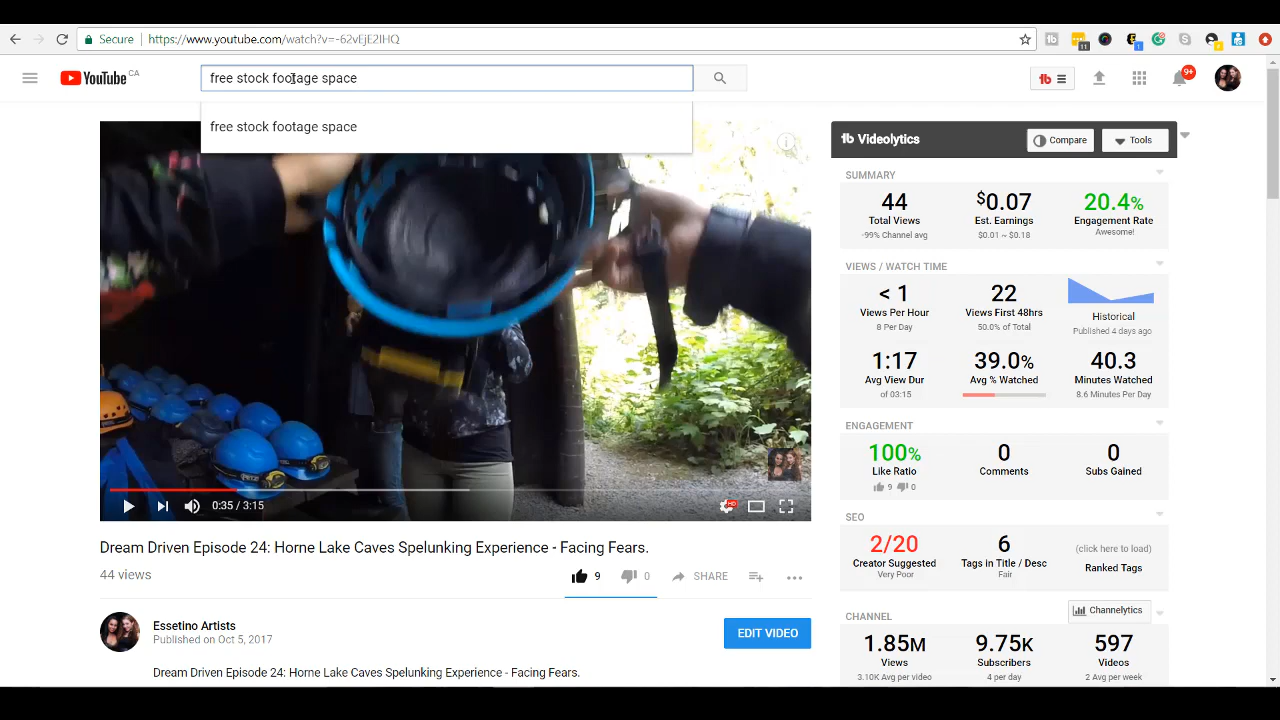 Secure
https://www.youtube.com/watch?v=-62vEjE2IHQ
11
1
2
YouTube CA
free stock footage space
tb
9+
free stock footage space
tb Videolytics
Compare
Tools
SUMMARY
44
$0.07
20.4%
Total Views
Est. Earnings
Engagement Rate
-99% Channel avg
$0.01 ~ $0.18
Awesome!
VIEWS / WATCH TIME
< 1
22
Views Per Hour
Views First 48hrs
Historical
8 Per Day
50.0% of Total
Published 4 days ago
1:17
39.0%
40.3
Avg View Dur
Avg % Watched
Minutes Watched
of 03:15
8.6 Minutes Per Day
ENGAGEMENT
100%
0
0
Like Ratio
Comments
Subs Gained
9
0
0:35 / 3:15
HD
SEO
2/20
6
(click here to load)
Creator Suggested
Tags in Title / Desc
Ranked Tags
Very Poor
Fair
Dream Driven Episode 24: Horne Lake Caves Spelunking Experience - Facing Fears.
44 views
9
0
SHARE
CHANNEL
Channelytics
1.85M
9.75K
597
Views
Subscribers
Videos
3.10K Avg per video
4 per day
2 Avg per week
Essetino Artists
Published on Oct 5, 2017
EDIT VIDEO
Dream Driven Episode 24: Horne Lake Caves Spelunking Experience - Facing Fears.